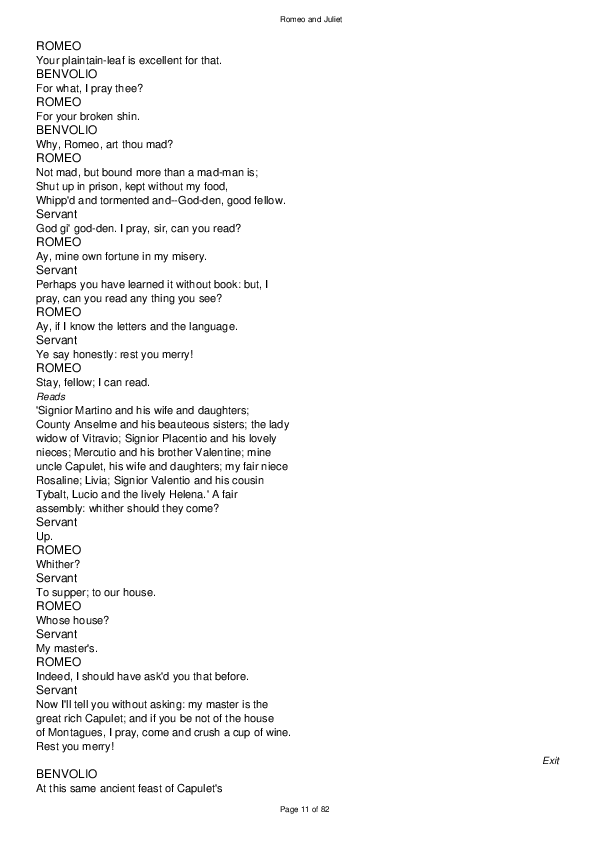 Romeo and Juliet
ROMEO
Your plaintain-leaf is excellent for that.
BENVOLIO
For what, I pray thee?
ROMEO
For your broken shin.
BENVOLIO
Why, Romeo, art thou mad?
ROMEO
Not mad, but bound more than a mad-man is;
Shut up in prison, kept without my food,
Whipp'd and tormented and--God-den, good fellow.
Servant
God gi' god-den. I pray, sir, can you read?
ROMEO
Ay, mine own fortune in my misery.
Servant
Perhaps you have learned it without book: but, I
pray, can you read any thing you see?
ROMEO
Ay, if I know the letters and the language.
Servant
Ye say honestly: rest you merry!
ROMEO
Stay, fellow; I can read.
Reads
'Signior Martino and his wife and daughters;
County Anselme and his beauteous sisters; the lady
widow of Vitravio; Signior Placentio and his lovely
nieces; Mercutio and his brother Valentine; mine
uncle Capulet, his wife and daughters; my fair niece
Rosaline; Livia; Signior Valentio and his cousin
Tybalt, Lucio and the lively Helena.' A fair
assembly: whither should they come?
Servant
Up.
ROMEO
Whither?
Servant
To supper; to our house.
ROMEO
Whose house?
Servant
My master's.
ROMEO
Indeed, I should have ask'd you that before.
Servant
Now I'll tell you without asking: my master is the
great rich Capulet; and if you be not of the house
of Montagues, I pray, come and crush a cup of wine.
Rest you merry!
Exit
BENVOLIO
At this same ancient feast of Capulet's
Page 11 of 82